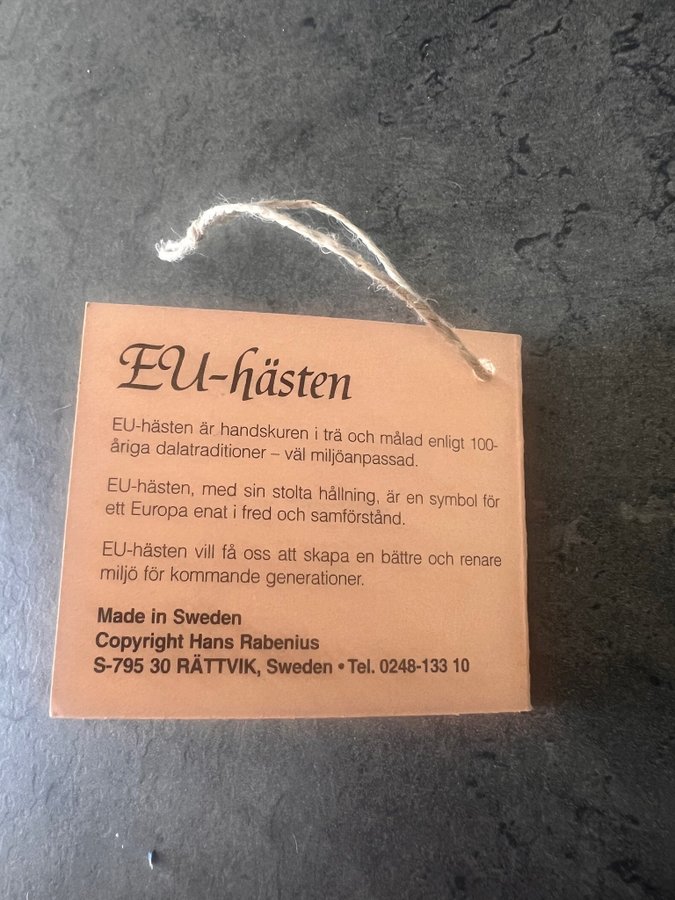 EU-hästen
EU-hästen är handskuren i trä och målad enligt 100-
åriga dalatraditioner – väl miljöanpassad.
EU-hästen, med sin stolta hållning, är en symbol för
ett Europa enat i fred och samförstånd.
EU-hästen vill få oss att skapa en bättre och renare
miljö för kommande generationer.
Made in Sweden
Copyright Hans Rabenius
S-795 30 RÄTTVIK, Sweden • Tel. 0248-133 10